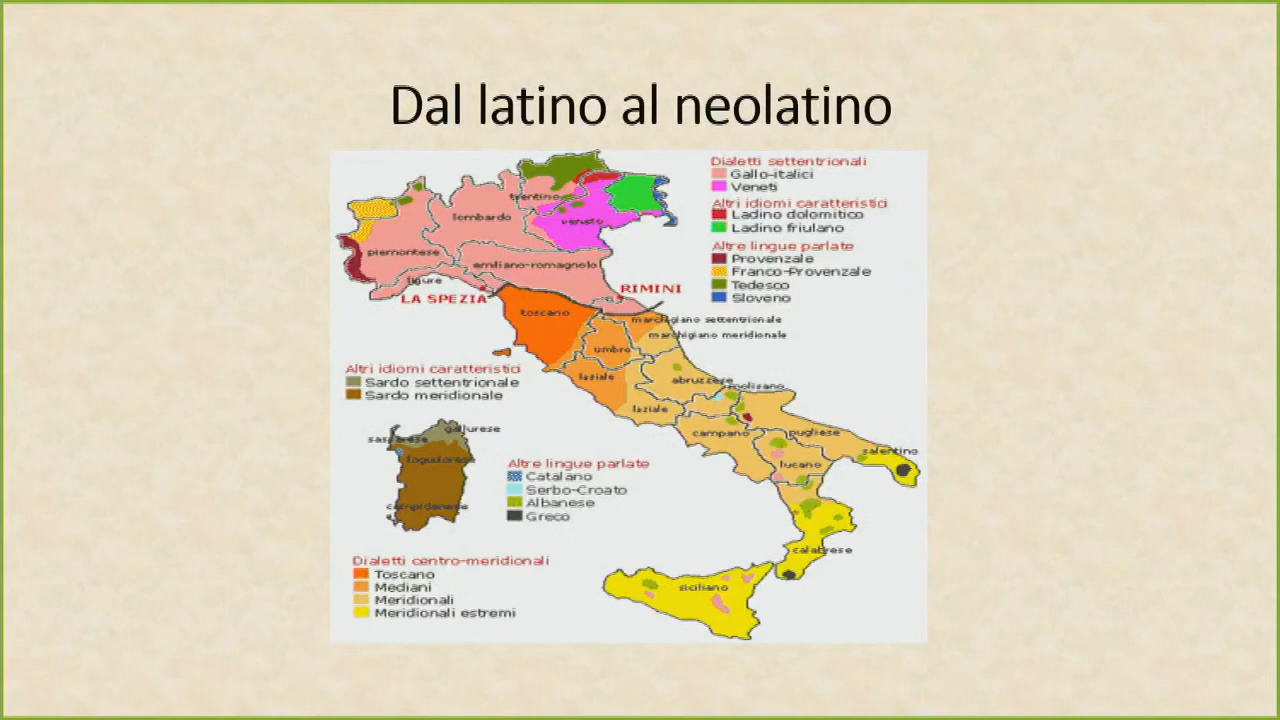 Dal latino al neolatino
Dialetti settentrionali
Gallo-italici
Veneti
Altri idiomi caratteristici
Ladino dolomitico
Ladino friulano
Altre lingue parlate
Provenzale
Franco-Provenzale
Tedesco
Sloveno
trentino
lombardo
veneto
piemontese
emiliano-romagnolo
ligure
LA SPEZIA
RIMINI
toscano
marchigiano settentrionale
marchigiano meridionale
umbro
laziale
abruzzese
molisano
laziale
campano
pugliese
salentino
lucano
calabrese
siciliano
Altri idiomi caratteristici
Sardo settentrionale
Sardo meridionale
gallurese
sassarese
logudorese
campidanese
Altre lingue parlate
Catalano
Serbo-Croato
Albanese
Greco
Dialetti centro-meridionali
Toscano
Mediani
Meridionali
Meridionali estremi